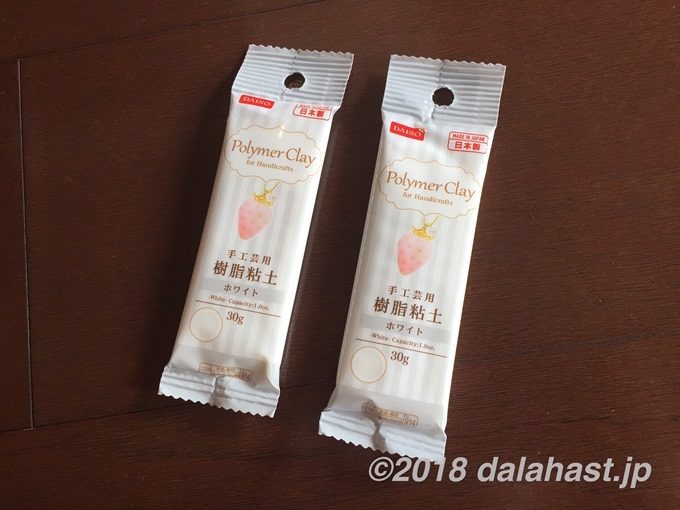 DAISO
日本製
Polymer Clay
for Handicrafts
手工芸用
樹脂粘土
ホワイト
-White- Capacity:1.0oz.
30g
914
DAISO
MADE IN JAPAN
日本製
Polymer Clay
for Handicrafts
手工芸用
樹脂粘土
ホワイト
-White- Capacity:1.0oz.
30g
914
©2018 dalahast.jp